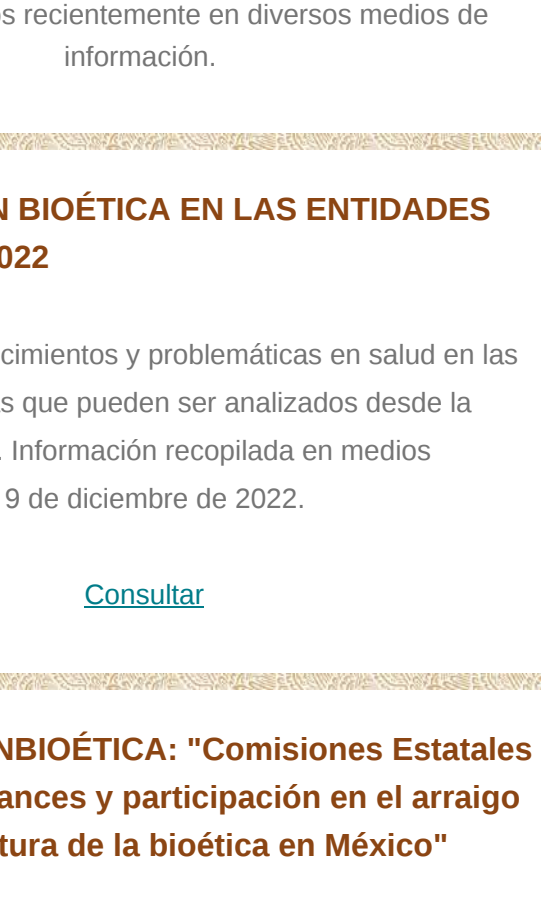 s recientemente en diversos medios de
información.
BIOÉTICA EN LAS ENTIDADES
022
cimientos y problemáticas en salud en las
s que pueden ser analizados desde la
. Información recopilada en medios
9 de diciembre de 2022.
Consultar
NBIOÉTICA: "Comisiones Estatales
ances y participación en el arraigo
tura de la bioética en México"